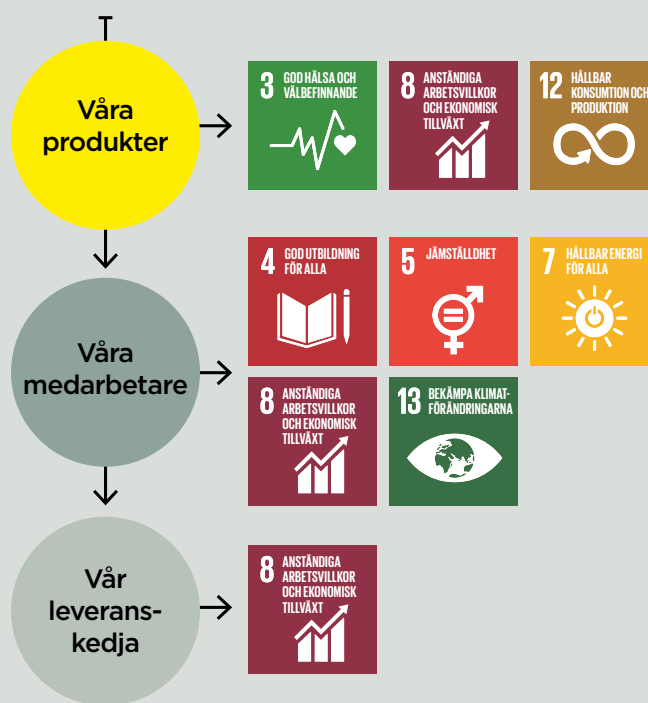 Våra
produkter
3 GOD HÄLSA OCH
VÄLBEFINNANDE
8 ANSTÄNDIGA
ARBETSVILLKOR
OCH EKONOMISK
TILLVÄXT
12 HÅLLBAR
KONSUMTION OCH
PRODUKTION
Våra
medarbetare
4 GOD UTBILDNING
FÖR ALLA
5 JÄMSTÄLLDHET
7 HÅLLBAR ENERGI
FÖR ALLA
8 ANSTÄNDIGA
ARBETSVILLKOR
OCH EKONOMISK
TILLVÄXT
13 BEKÄMPA KLIMAT-
FÖRÄNDRINGARNA
Vår
leverans-
kedja
8 ANSTÄNDIGA
ARBETSVILLKOR
OCH EKONOMISK
TILLVÄXT